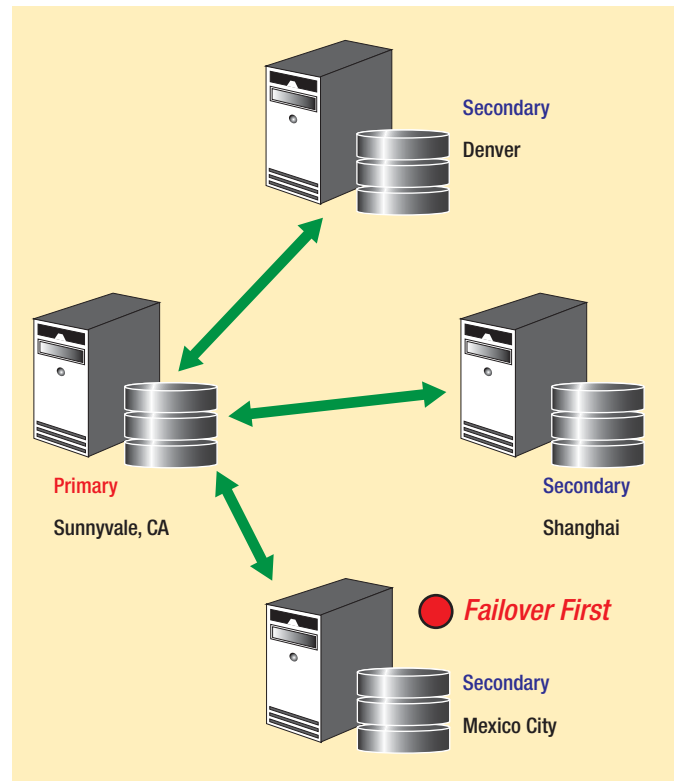 Secondary
Denver
Primary
Sunnyvale, CA
Secondary
Shanghai
Failover First
Secondary
Mexico City